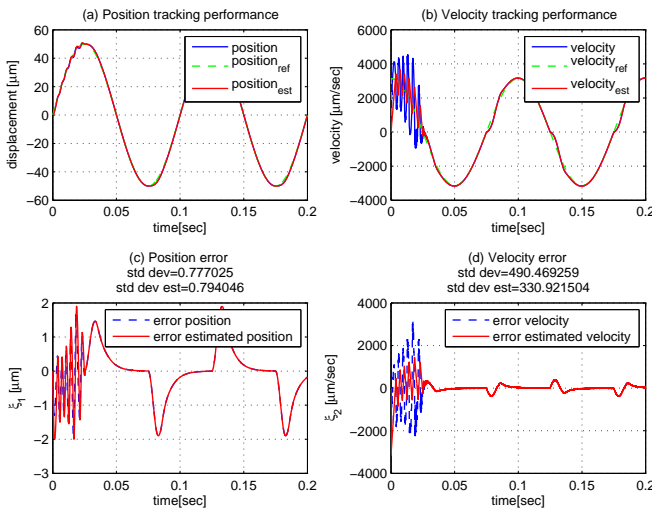 (a) Position tracking performance
60
40
20
0
−20
−40
−60
0
0.05
0.1
0.15
0.2
displacement [μm]
time[sec]
position
position_ref
position_est
(b) Velocity tracking performance
6000
4000
2000
0
−2000
−4000
0
0.05
0.1
0.15
0.2
velocity [μm/sec]
time[sec]
velocity
velocity_ref
velocity_est
(c) Position error
std dev=0.777025
std dev est=0.794046
2
1
0
−1
−2
−3
0
0.05
0.1
0.15
0.2
ξ₁ [μm]
time[sec]
error position
error estimated position
(d) Velocity error
std dev=490.469259
std dev est=330.921504
4000
2000
0
−2000
−4000
0
0.05
0.1
0.15
0.2
ξ₂ [μm/sec]
time[sec]
error velocity
error estimated velocity